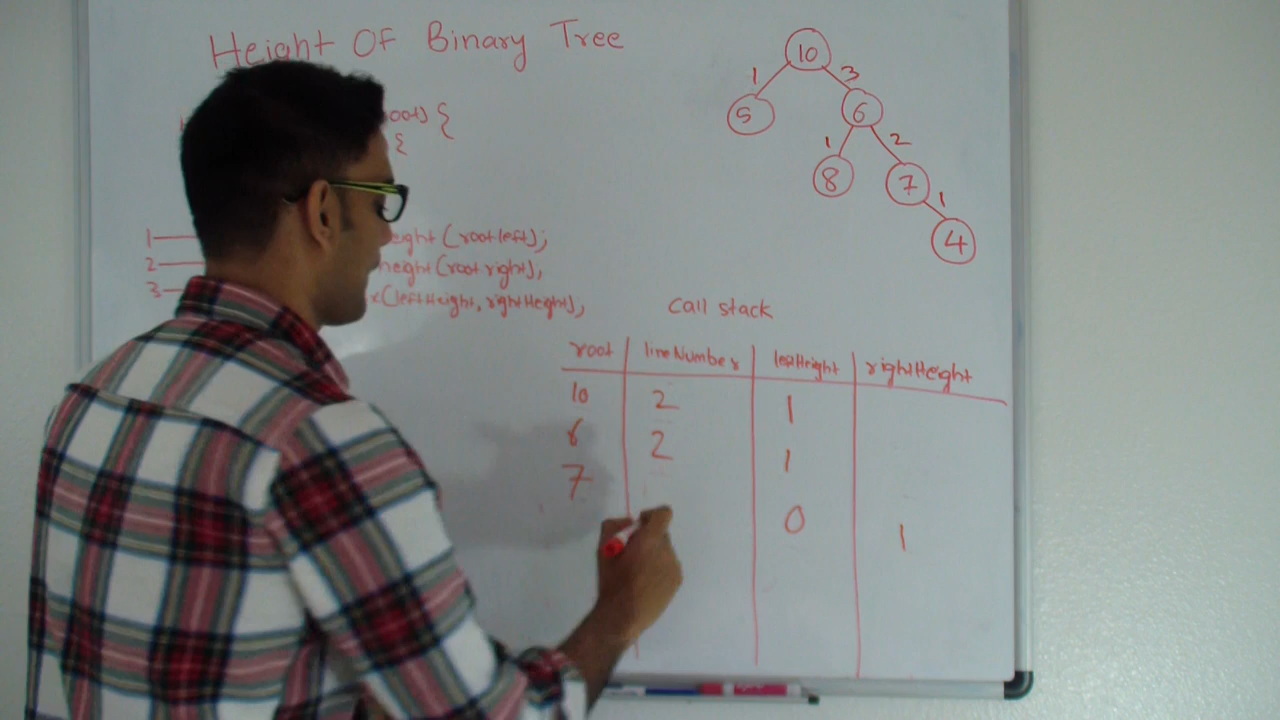 Height Of Binary Tree
root) {
{
1
eight (root.left);
2
height(root.right);
3
x(leftHeight, rightHeight);
10
1
3
5
6
1
2
8
7
1
4
Call stack
root lineNumber leftHeight rightHeight
10 2 1
6 2 1
7
0 1